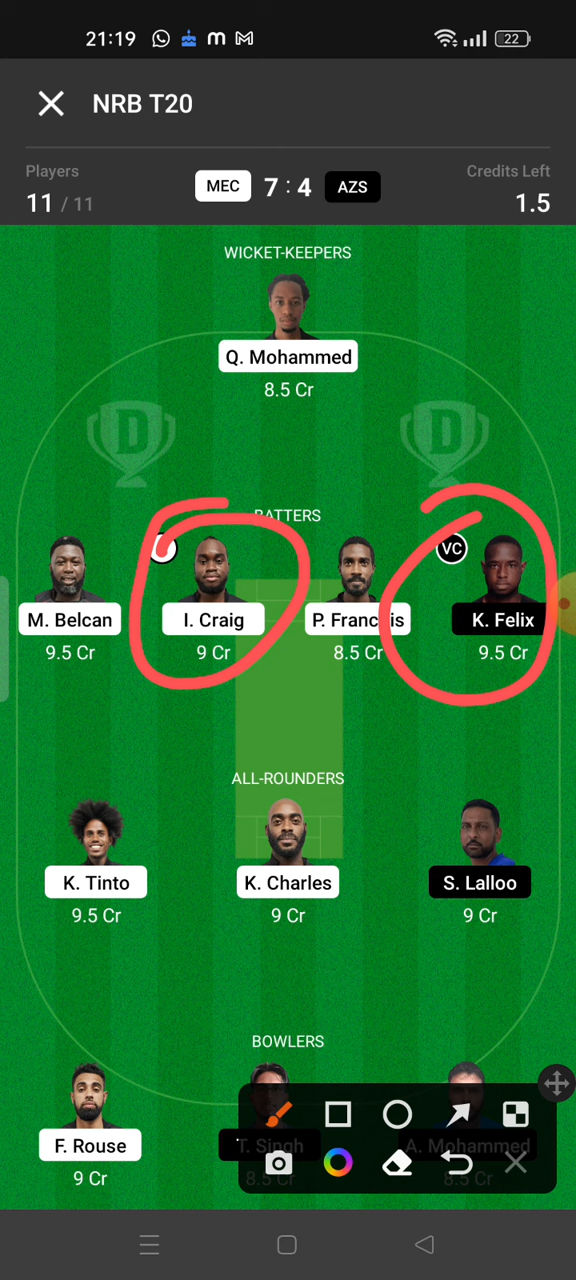 21:19 22
NRB T20
Players Credits Left
11 / 11 MEC 7 : 4 AZS 1.5
WICKET-KEEPERS
D D
Q. Mohammed
8.5 Cr
BATTERS
VC
M. Belcan I. Craig P. Francis K. Felix
9.5 Cr 9 Cr 8.5 Cr 9.5 Cr
ALL-ROUNDERS
K. Tinto K. Charles S. Lalloo
9.5 Cr 9 Cr 9 Cr
BOWLERS
F. Rouse T. Singh A. Mohammed
9 Cr 8.5 Cr 8.5 Cr